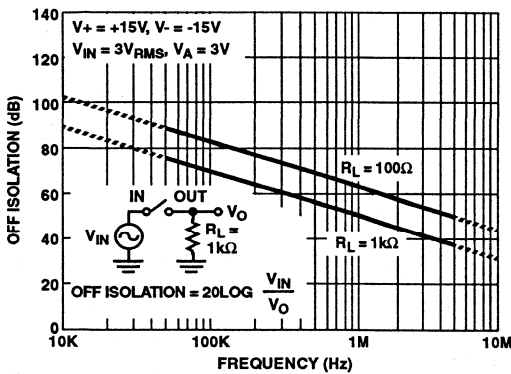 140
120
100
80
60
40
20
0
OFF ISOLATION (dB)
V+ = +15V, V- = -15V
VIN = 3VRMS, VA = 3V
RL = 100Ω
RL = 1kΩ
IN OUT
VO
VIN
RL =
1kΩ
OFF ISOLATION = 20LOG VIN
VO
10K 100K 1M 10M
FREQUENCY (Hz)